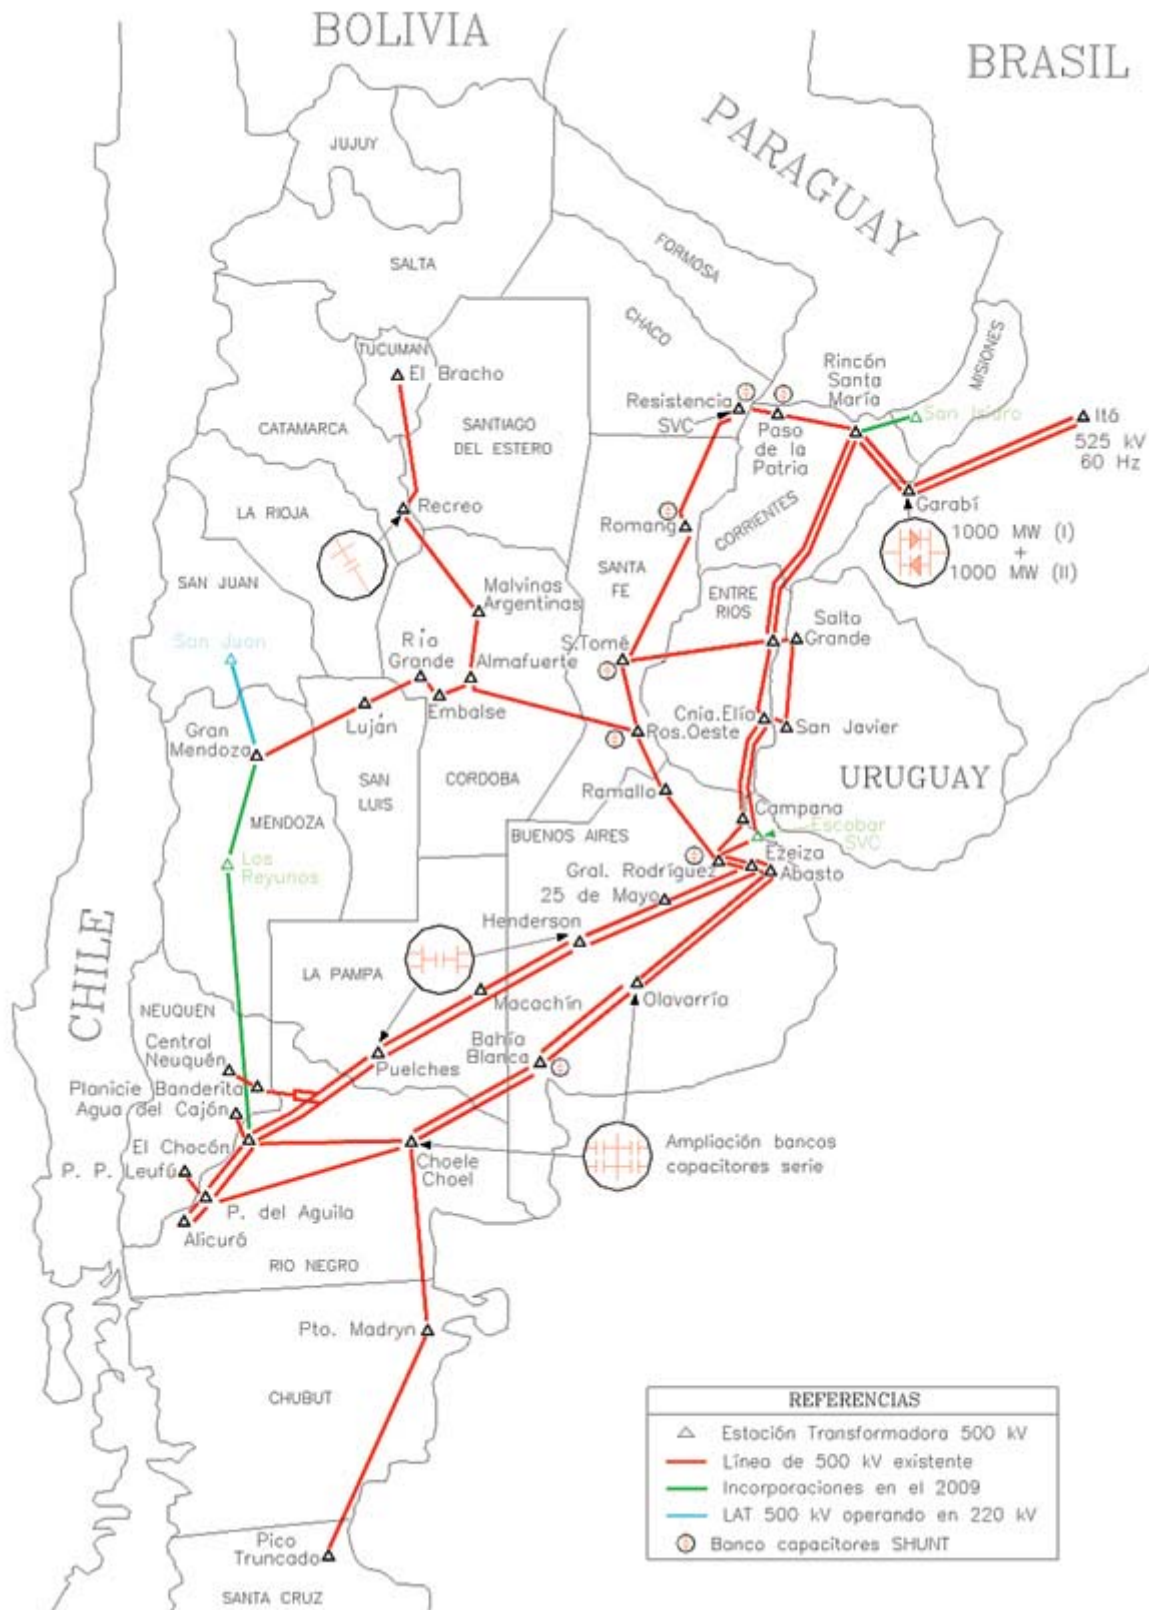 BOLIVIA
BRASIL
PARAGUAY
JUJUY
FORMOSA
SALTA
CHACO
MISIONES
TUCUMAN
El Bracho
Rincón
Santa
María
Resistencia
SVC
San Isidro
Itá
525 kV
60 Hz
CATAMARCA
SANTIAGO
DEL ESTERO
Paso
de la
Patria
Garabí
LA RIOJA
Recreo
Romang
CORRIENTES
1000 MW (I)
+
1000 MW (II)
SAN JUAN
Malvinas
Argentinas
SANTA
FE
ENTRE
RIOS
Salto
Grande
San Juan
Río
Grande
Almafuerte
S.Tomé
Embalse
Luján
Gran
Mendoza
Cnia.Elía
Ros.Oeste
San Javier
SAN
LUIS
CORDOBA
Ramallo
URUGUAY
MENDOZA
BUENOS AIRES
Campana
Escobar
SVC
Los
Reyunos
Ezeiza
Gral. Rodríguez
Abasto
25 de Mayo
Henderson
CHILE
LA PAMPA
Macachín
Olavarría
NEUQUEN
Central
Neuquén
Puelches
Bahía
Blanca
Planicie Banderita
Agua del Cajón
El Chocón
Choele
Choel
Ampliación bancos
capacitores serie
P. P. Leufú
P. del Aguila
Alicurá
RIO NEGRO
Pto. Madryn
CHUBUT
REFERENCIAS
Estación Transformadora 500 kV
Línea de 500 kV existente
Incorporaciones en el 2009
LAT 500 kV operando en 220 kV
Banco capacitores SHUNT
Pico
Truncado
SANTA CRUZ